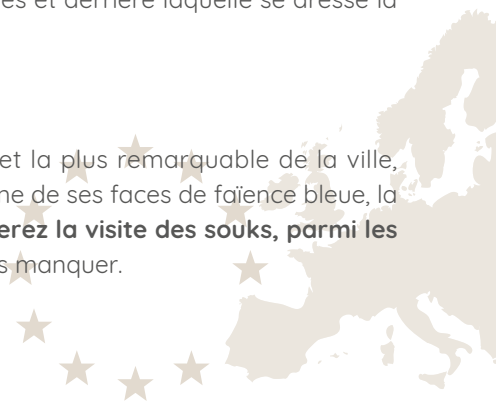 es et derrière laquelle se dresse la
et la plus remarquable de la ville,
ne de ses faces de faïence bleue, la
erez la visite des souks, parmi les
s manquer.